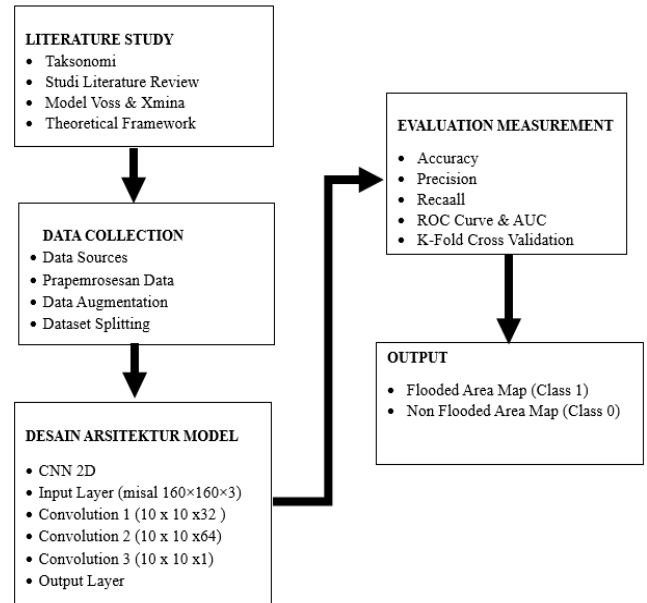 LITERATURE STUDY
• Taksonomi
• Studi Literature Review
• Model Voss & Xmina
• Theoretical Framework
DATA COLLECTION
• Data Sources
• Prapemrosesan Data
• Data Augmentation
• Dataset Splitting
DESAIN ARSITEKTUR MODEL
• CNN 2D
• Input Layer (misal 160×160×3)
• Convolution 1 (10 x 10 x32 )
• Convolution 2 (10 x 10 x64)
• Convolution 3 (10 x 10 x1)
• Output Layer
EVALUATION MEASUREMENT
• Accuracy
• Precision
• Recaall
• ROC Curve & AUC
• K-Fold Cross Validation
OUTPUT
• Flooded Area Map (Class 1)
• Non Flooded Area Map (Class 0)